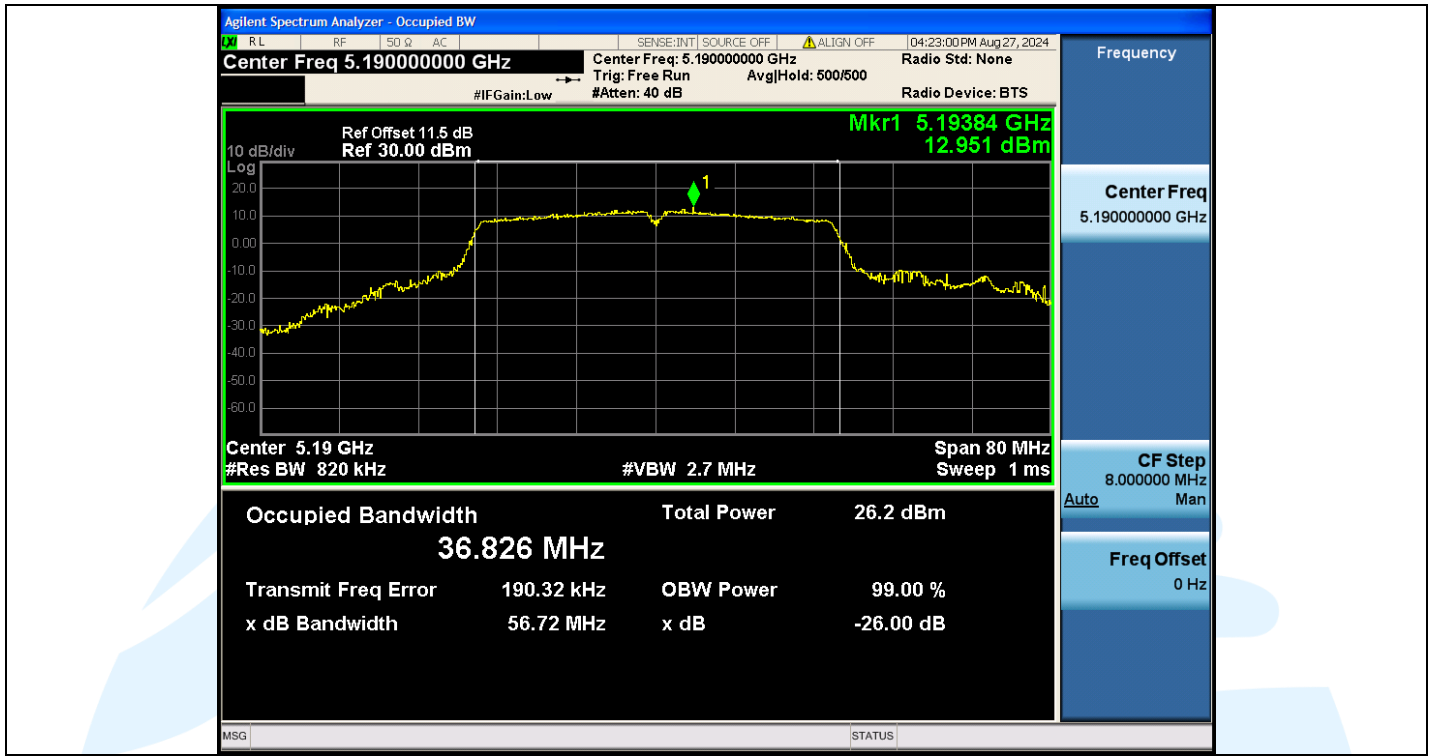 Agilent Spectrum Analyzer - Occupied BW
LXI RL RF 50 Ω AC SENSE:INT SOURCE OFF ALIGN OFF 04:23:00 PM Aug 27, 2024
Center Freq 5.190000000 GHz
Center Freq: 5.190000000 GHz
Radio Std: None
Trig: Free Run Avg|Hold: 500/500
#IFGain:Low
#Atten: 40 dB
Radio Device: BTS
Frequency
Mkr1 5.19384 GHz
12.951 dBm
Ref Offset 11.5 dB
10 dB/div Ref 30.00 dBm
Log
1
20.0
10.0
0.00
-10.0
-20.0
-30.0
-40.0
-50.0
-60.0
Center 5.19 GHz Span 80 MHz
#Res BW 820 kHz #VBW 2.7 MHz Sweep 1 ms
Occupied Bandwidth Total Power 26.2 dBm
36.826 MHz
Transmit Freq Error 190.32 kHz OBW Power 99.00 %
x dB Bandwidth 56.72 MHz x dB -26.00 dB
Center Freq
5.190000000 GHz
CF Step
8.000000 MHz
Auto Man
Freq Offset
0 Hz
MSG STATUS